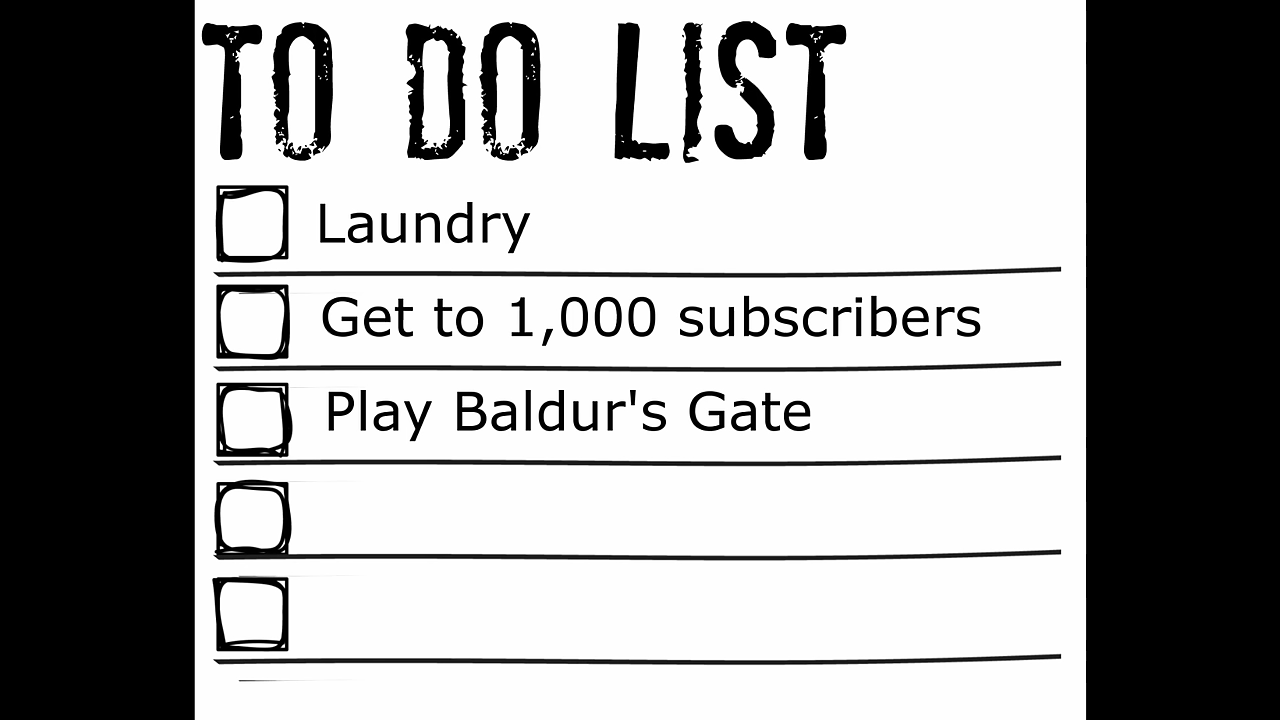 TO DO LIST
Laundry
Get to 1,000 subscribers
Play Baldur's Gate